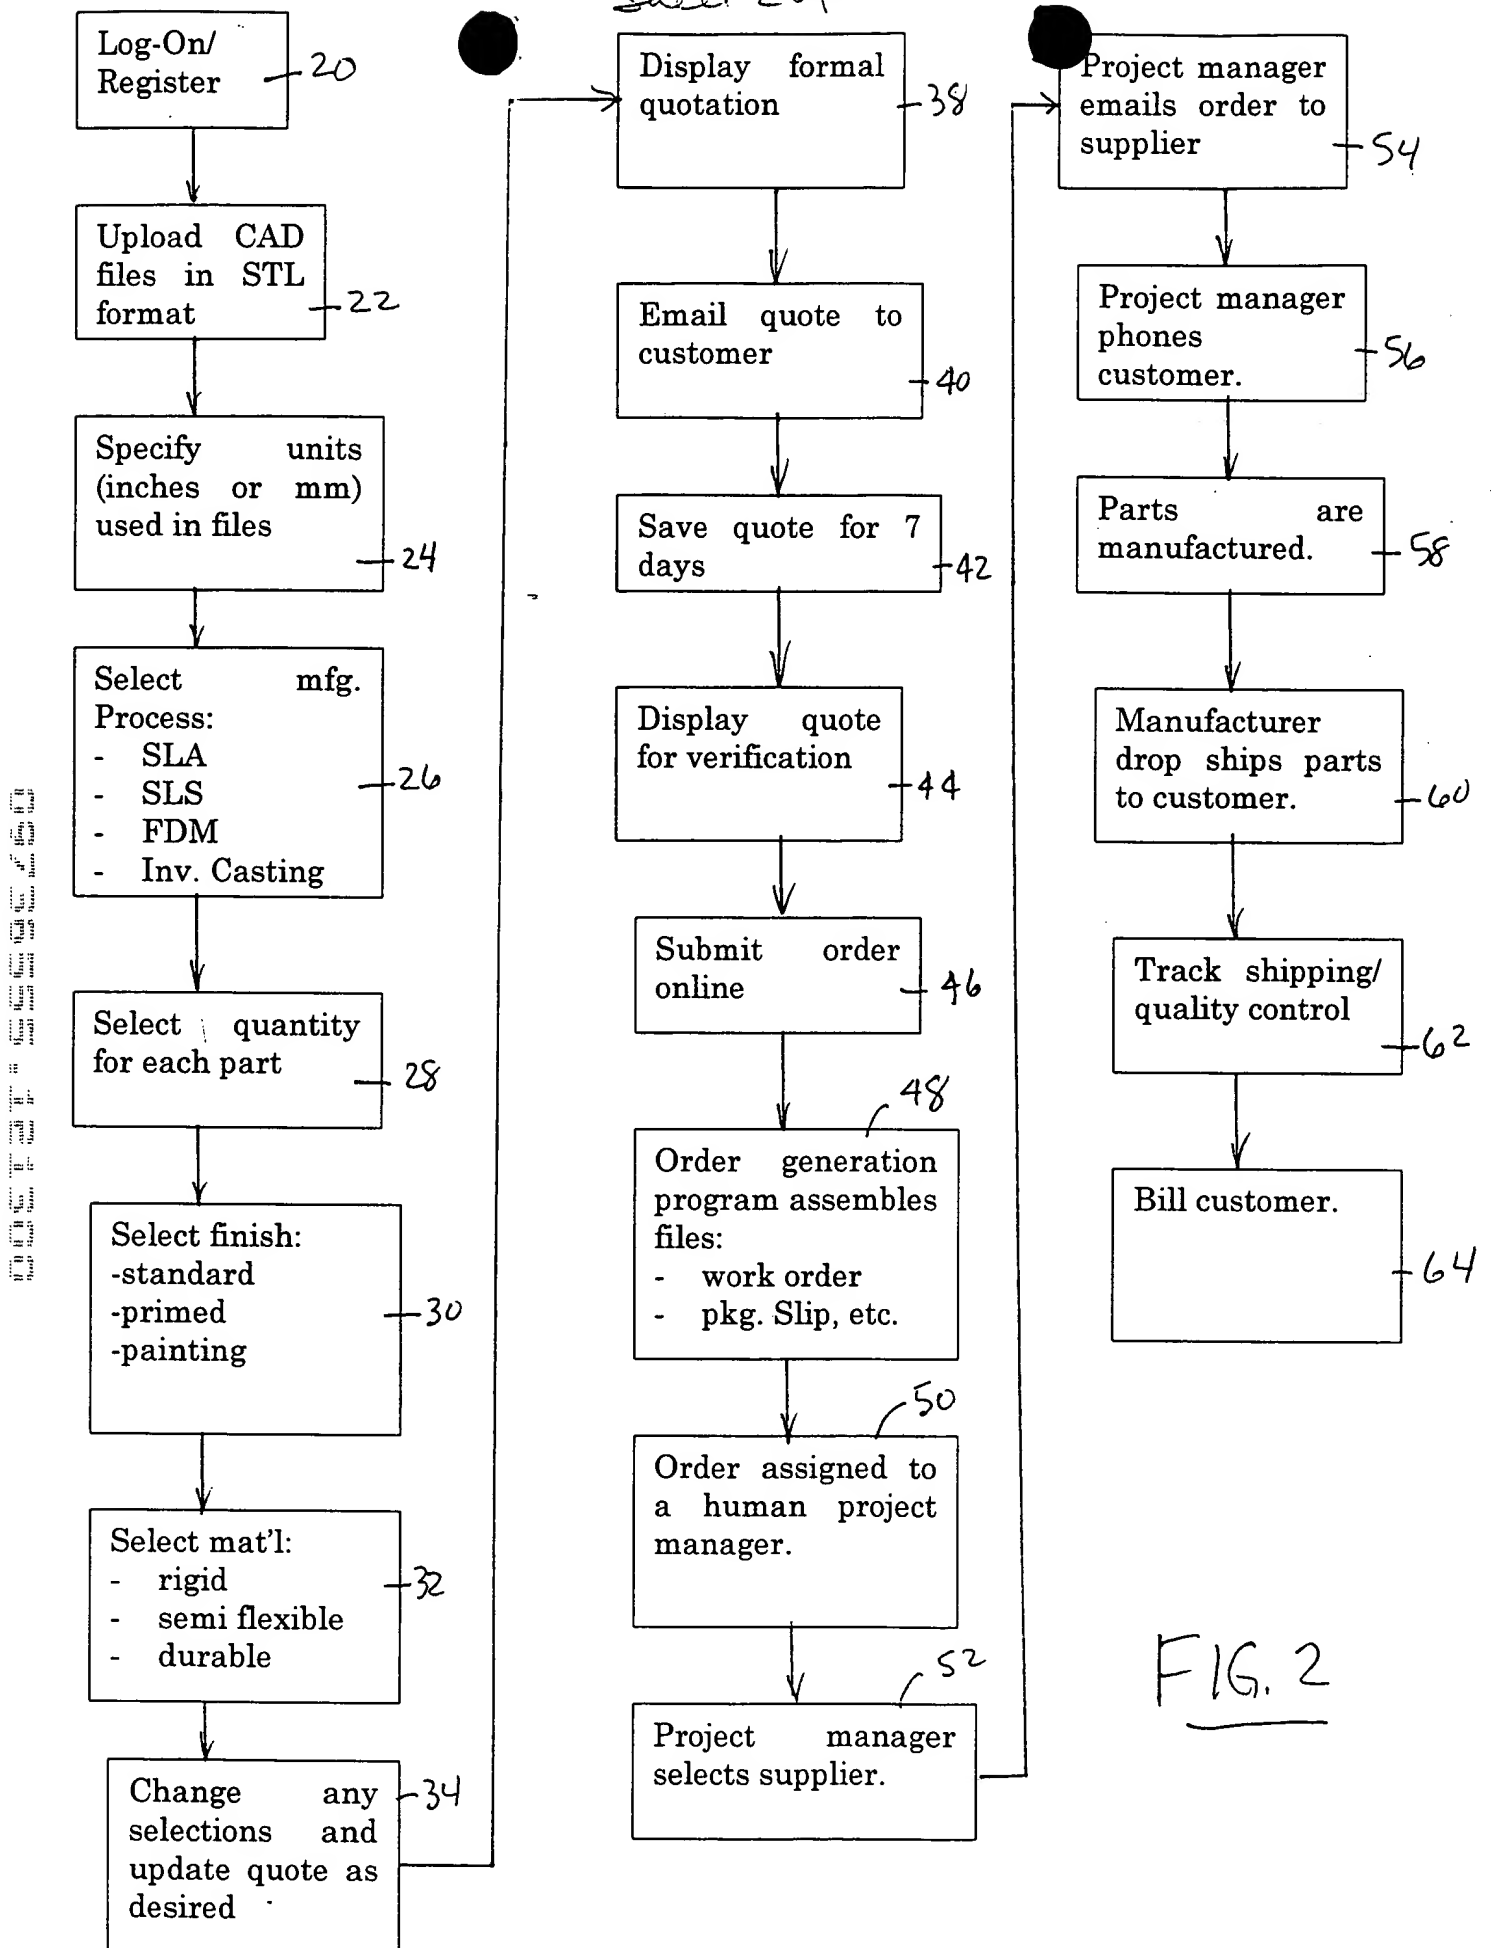 Log-On/
Register
20
Upload CAD
files in STL
format
22
Specify units
(inches or mm)
used in files
24
Select mfg.
Process:
- SLA
- SLS
- FDM
- Inv. Casting
26
Select quantity
for each part
28
Select finish:
-standard
-primed
-painting
30
Select mat'l:
- rigid
- semi flexible
- durable
32
Change any
selections and
update quote as
desired
34
Display formal
quotation
38
Email quote to
customer
40
Save quote for 7
days
42
Display quote
for verification
44
Submit order
online
46
48
Order generation
program assembles
files:
- work order
- pkg. Slip, etc.
50
Order assigned to
a human project
manager.
52
Project manager
selects supplier.
Project manager
emails order to
supplier
54
Project manager
phones
customer.
56
Parts are
manufactured.
58
Manufacturer
drop ships parts
to customer.
60
Track shipping/
quality control
62
Bill customer.
64
FIG. 2